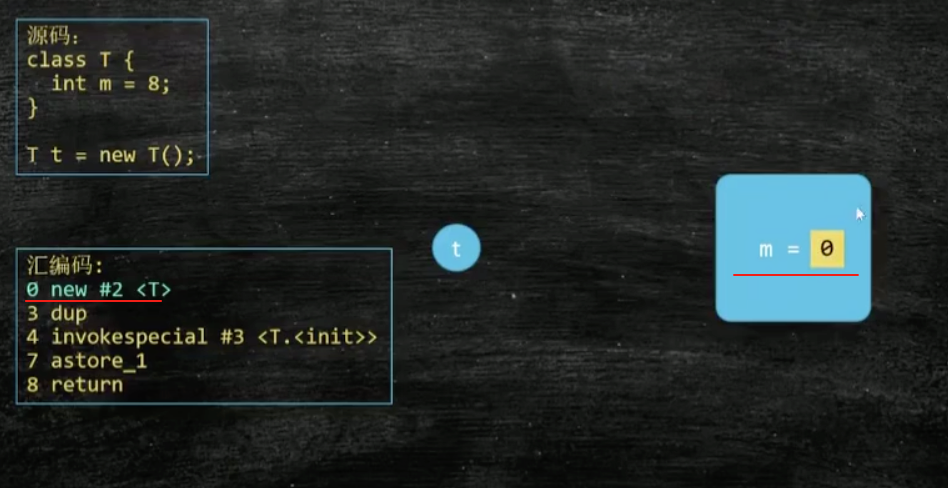 源码:
class T {
  int m = 8;
}
T t = new T();
汇编码:
0 new #2 <T>
3 dup
4 invokespecial #3 <T.<init>>
7 astore_1
8 return
t
m = 0